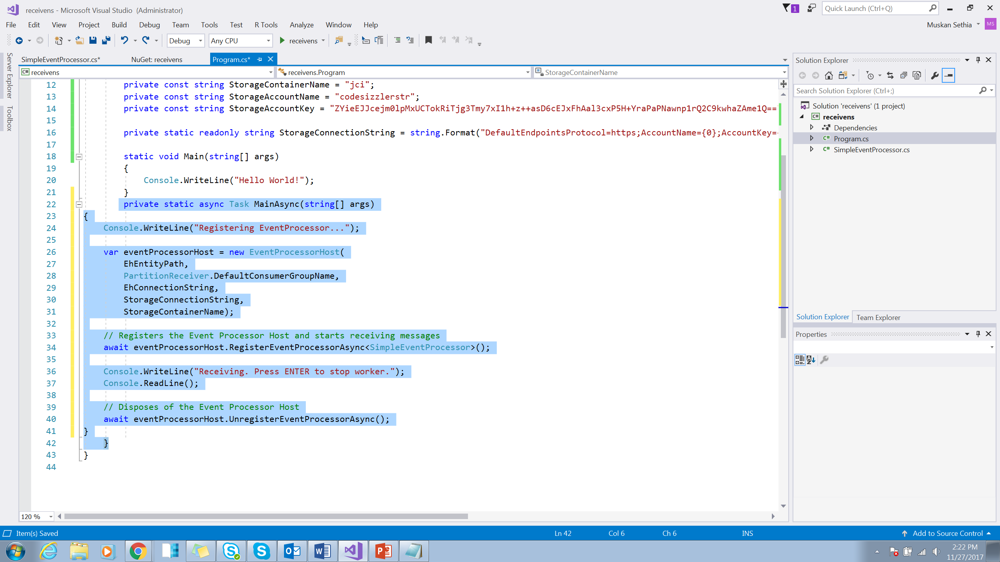 receivens - Microsoft Visual Studio (Administrator)
1
Quick Launch (Ctrl+Q)
File Edit View Project Build Debug Team Tools Test R Tools Analyze Window Help
Muskan Sethia MS
Debug Any CPU receivens
Server Explorer
Toolbox
SimpleEventProcessor.cs* NuGet: receivens Program.cs*
C# receivens receivens.Program StorageContainerName
12 private const string StorageContainerName = "jci";
13 private const string StorageAccountName = "codesizzlerstr";
14 private const string StorageAccountKey = "ZYieEJJcejm0lpMxUCTokRiTjg3Tmy7xI1h+z++asD6cEJxFhAal3cxP5H+YraPaPNawnp1rQ2C9kwhaZAme1Q==
15
16 private static readonly string StorageConnectionString = string.Format("DefaultEndpointsProtocol=https;AccountName={0};AccountKey=
17
18 static void Main(string[] args)
19 {
20 Console.WriteLine("Hello World!");
21 }
22 private static async Task MainAsync(string[] args)
23 {
24 Console.WriteLine("Registering EventProcessor...");
25
26 var eventProcessorHost = new EventProcessorHost(
27 EhEntityPath,
28 PartitionReceiver.DefaultConsumerGroupName,
29 EhConnectionString,
30 StorageConnectionString,
31 StorageContainerName);
32
33 // Registers the Event Processor Host and starts receiving messages
34 await eventProcessorHost.RegisterEventProcessorAsync<SimpleEventProcessor>();
35
36 Console.WriteLine("Receiving. Press ENTER to stop worker.");
37 Console.ReadLine();
38
39 // Disposes of the Event Processor Host
40 await eventProcessorHost.UnregisterEventProcessorAsync();
41 }
42 }
43 }
44
120 %
Solution Explorer
Search Solution Explorer (Ctrl+;)
Solution 'receivens' (1 project)
C# receivens
Dependencies
C# Program.cs
C# SimpleEventProcessor.cs
Solution Explorer Team Explorer
Properties
Item(s) Saved Ln 42 Col 6 Ch 6 INS Add to Source Control
2:22 PM
11/27/2017